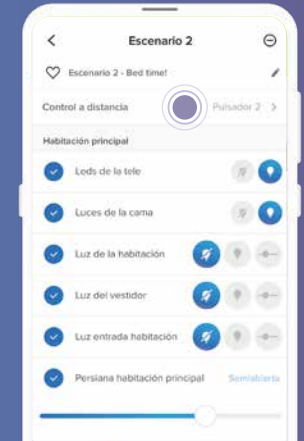 Escenario 2
Escenario 2 - Bed time!
Control a distancia Pulsador 2
Habitación principal
Leds de la tele
Luces de la cama
Luz de la habitación
Luz del vestidor
Luz entrada habitación
Persiana habitación principal Semiabierta